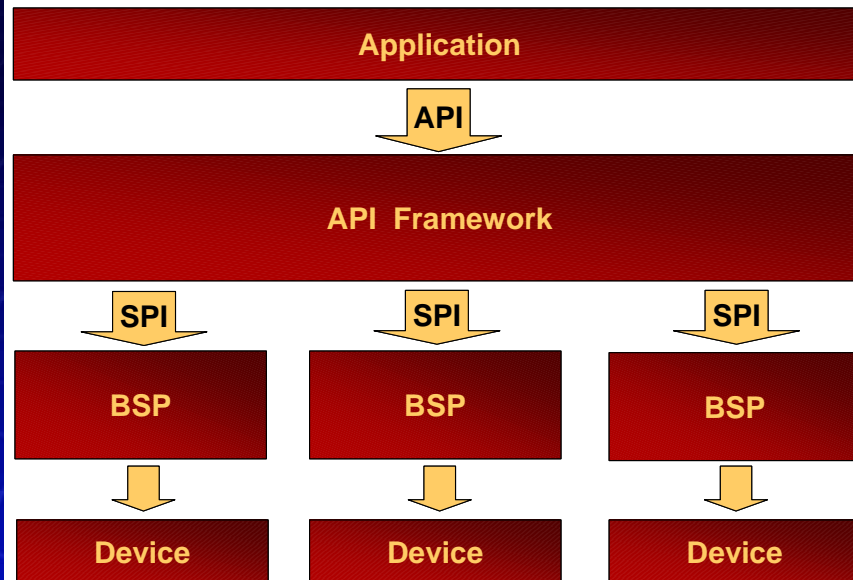 Application
API
API Framework
SPI SPI SPI
BSP BSP BSP
Device Device Device